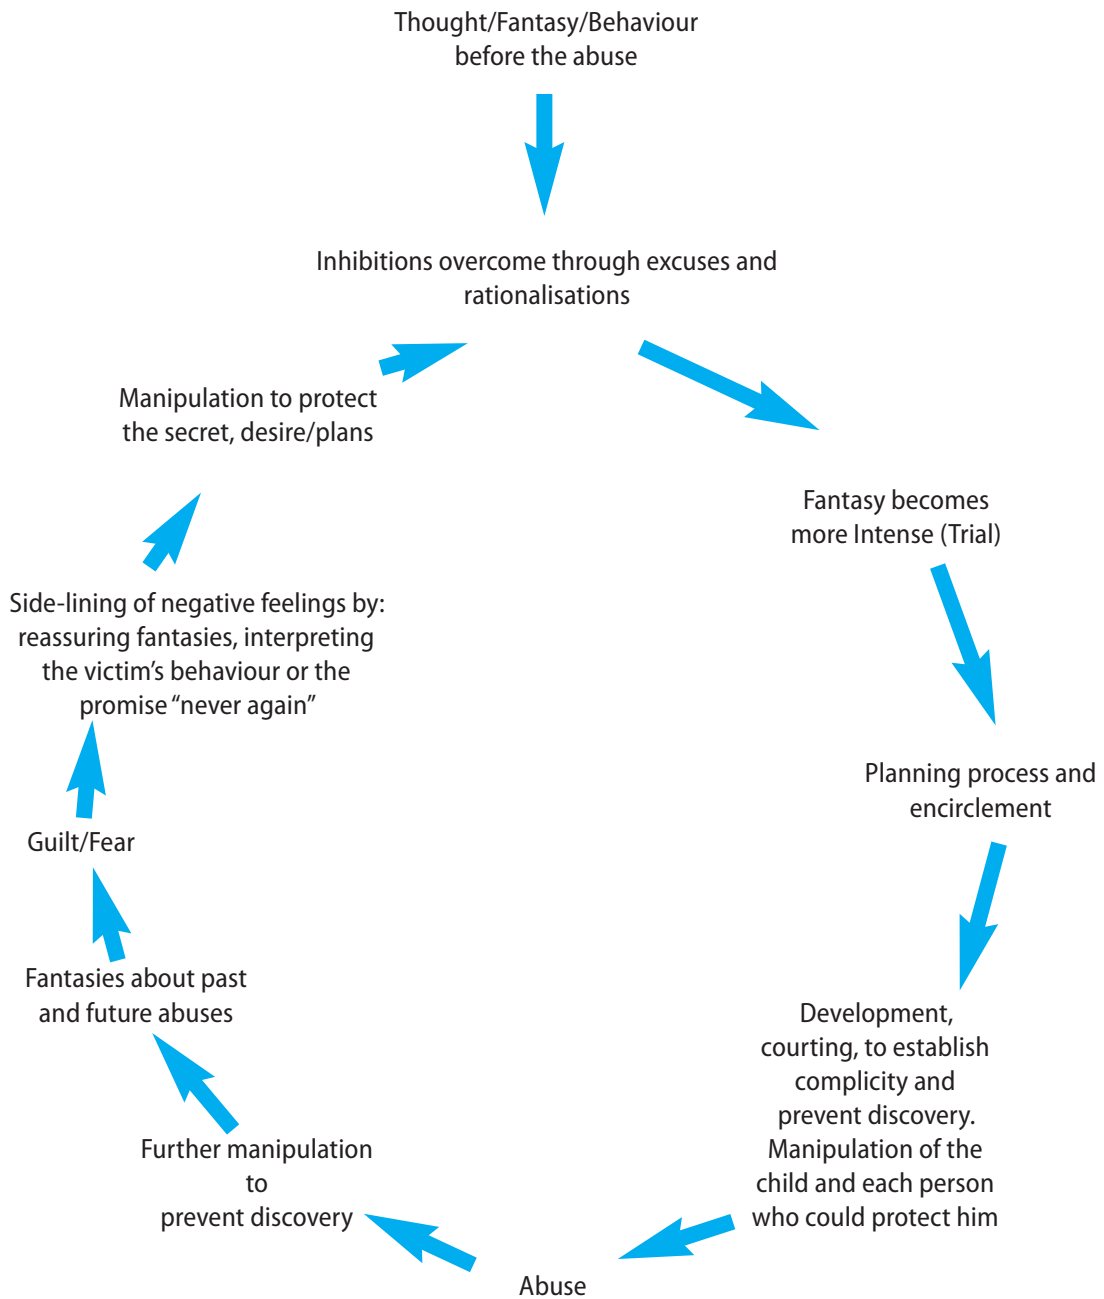 Thought/Fantasy/Behaviour
before the abuse
Inhibitions overcome through excuses and
rationalisations
Fantasy becomes
more Intense (Trial)
Planning process and
encirclement
Development,
courting, to establish
complicity and
prevent discovery.
Manipulation of the
child and each person
who could protect him
Abuse
Further manipulation
to
prevent discovery
Fantasies about past
and future abuses
Guilt/Fear
Side-lining of negative feelings by:
reassuring fantasies, interpreting
the victim’s behaviour or the
promise “never again”
Manipulation to protect
the secret, desire/plans